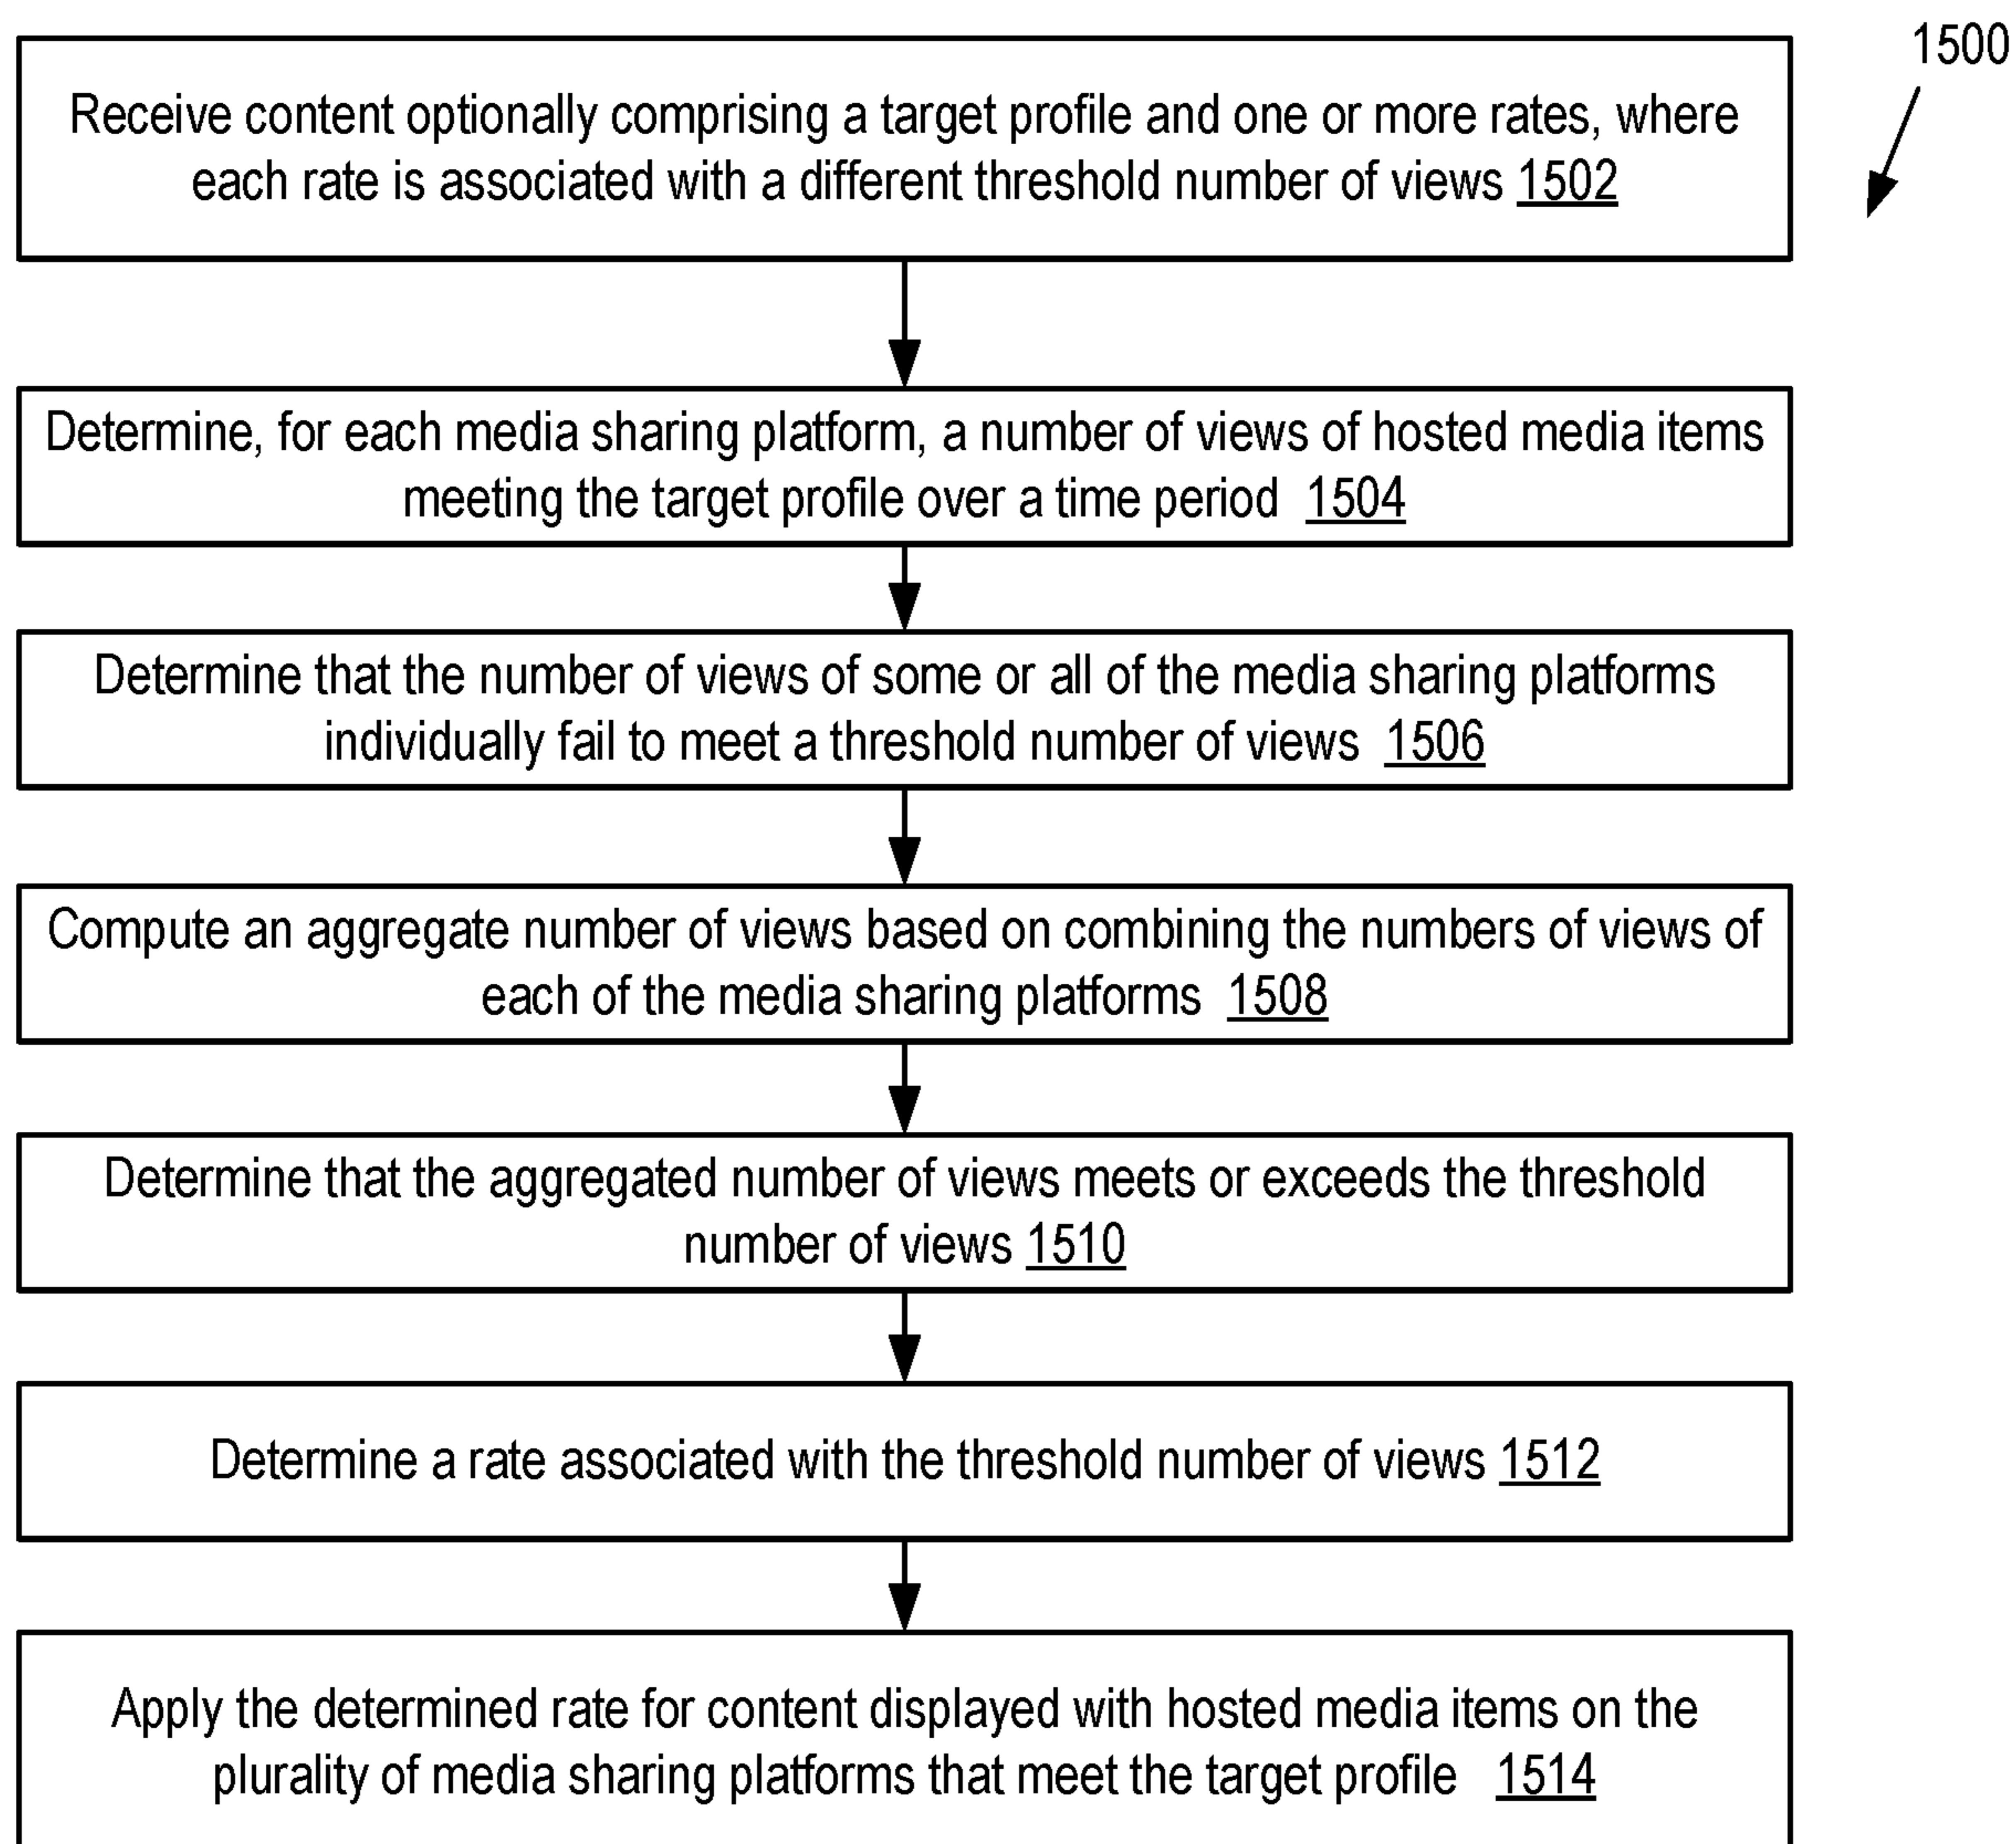 1500
Receive content optionally comprising a target profile and one or more rates, where
each rate is associated with a different threshold number of views 1502
Determine, for each media sharing platform, a number of views of hosted media items
meeting the target profile over a time period 1504
Determine that the number of views of some or all of the media sharing platforms
individually fail to meet a threshold number of views 1506
Compute an aggregate number of views based on combining the numbers of views of
each of the media sharing platforms 1508
Determine that the aggregated number of views meets or exceeds the threshold
number of views 1510
Determine a rate associated with the threshold number of views 1512
Apply the determined rate for content displayed with hosted media items on the
plurality of media sharing platforms that meet the target profile 1514